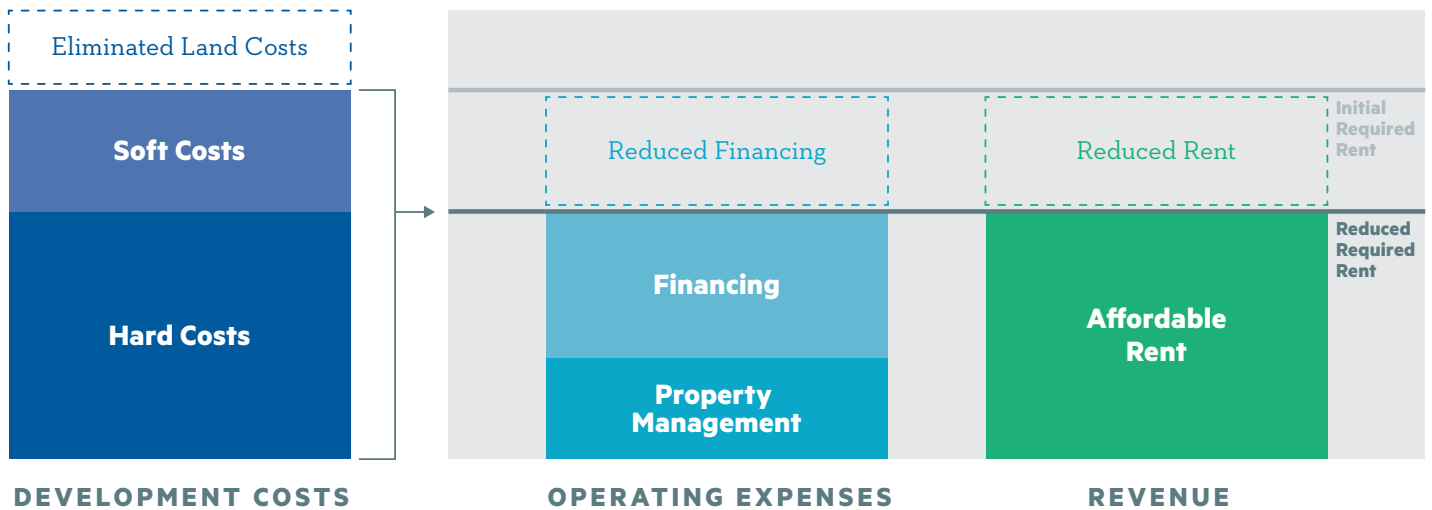 Eliminated Land Costs
Soft Costs
Hard Costs
DEVELOPMENT COSTS
Reduced Financing
Financing
Property
Management
OPERATING EXPENSES
Reduced Rent
Affordable
Rent
REVENUE
Initial
Required
Rent
Reduced
Required
Rent